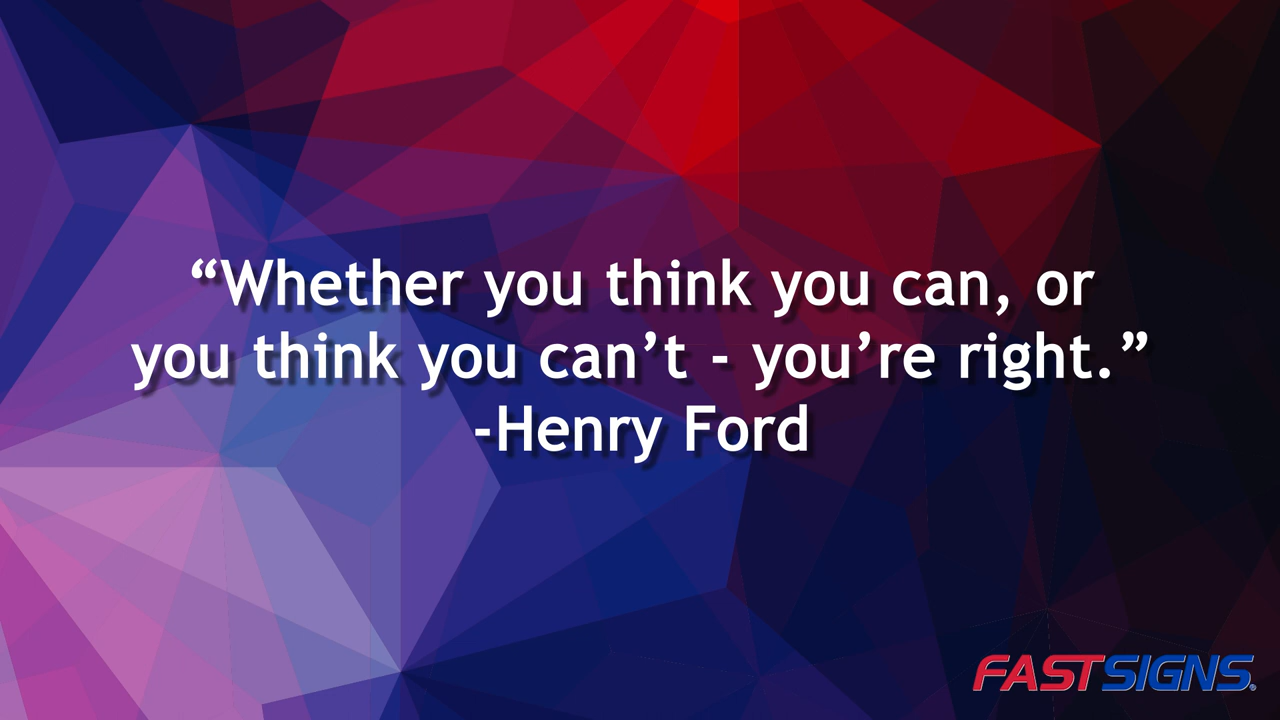 “Whether you think you can, or
you think you can’t - you’re right.”
-Henry Ford
FASTSIGNS®